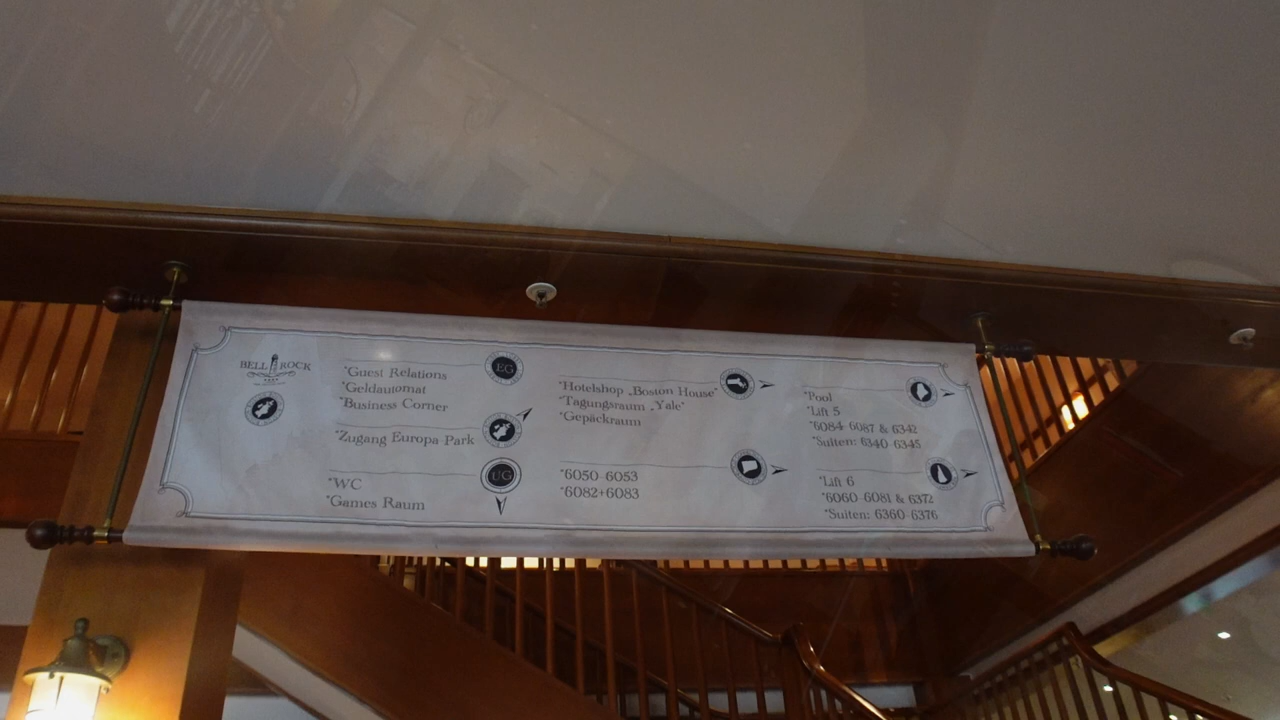 BELL ROCK
*Guest Relations
*Geldautomat
*Business Corner
EG
*Zugang Europa-Park
*WC
*Games Raum
UG
*Hotelshop „Boston House"
*Tagungsraum „Yale"
*Gepäckraum
*6050-6053
*6082+6083
*Pool
*Lift 5
*6084-6087 & 6342
*Suiten: 6340-6345
*Lift 6
*6060-6081 & 6372
*Suiten: 6360-6376